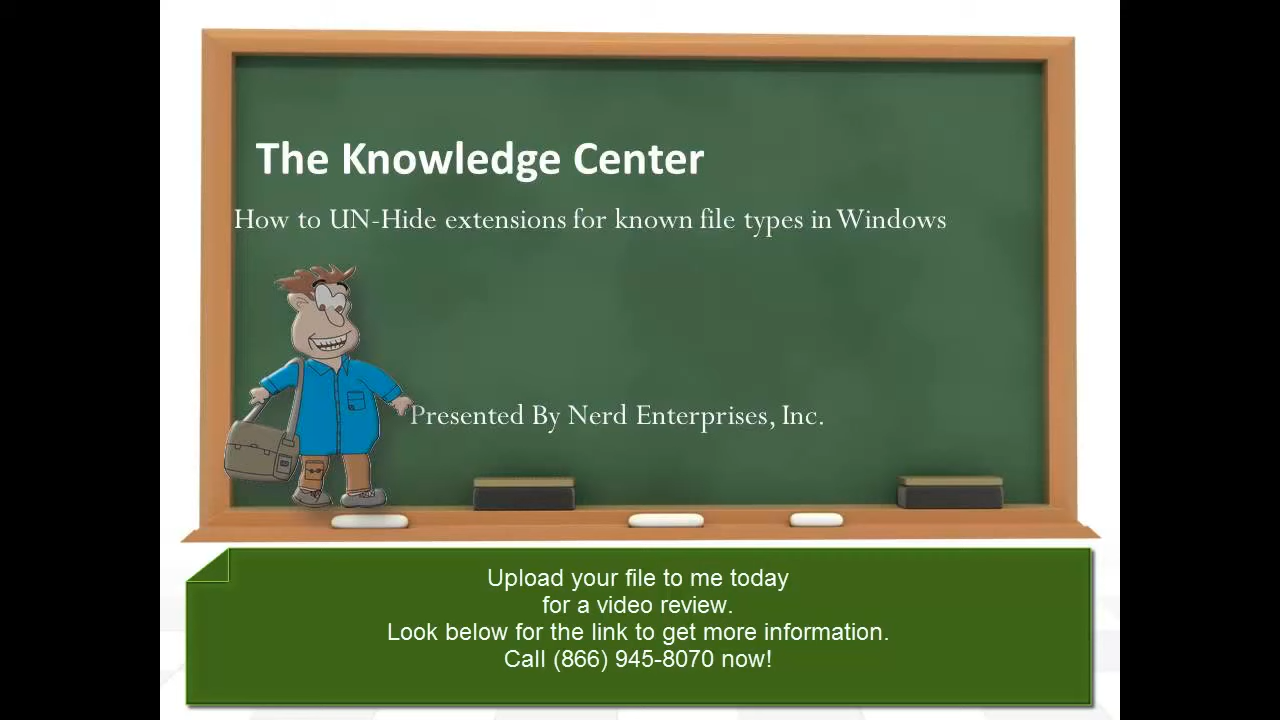 The Knowledge Center
How to UN-Hide extensions for known file types in Windows
Presented By Nerd Enterprises, Inc.
Upload your file to me today
for a video review.
Look below for the link to get more information.
Call (866) 945-8070 now!